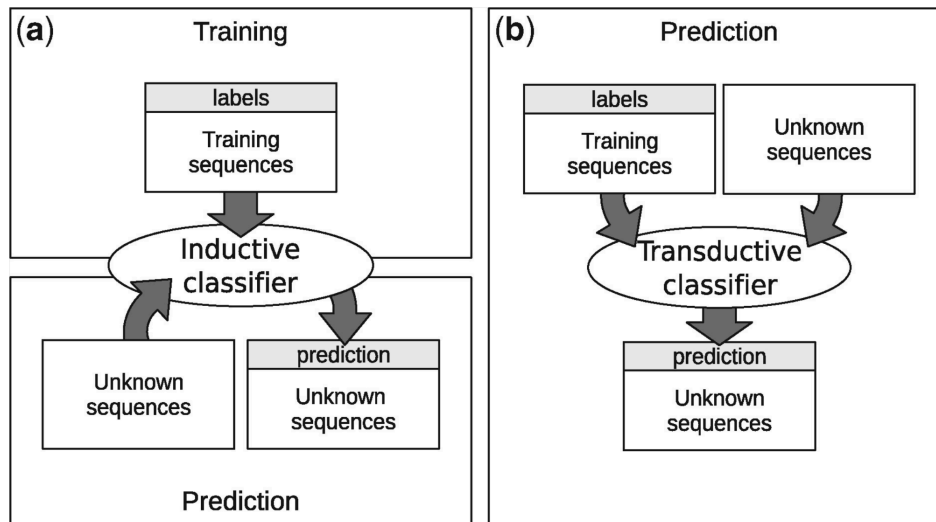 (a)
Training
labels
Training
sequences
Inductive
classifier
Unknown
sequences
prediction
Unknown
sequences
Prediction
(b)
Prediction
labels
Training
sequences
Unknown
sequences
Transductive
classifier
prediction
Unknown
sequences